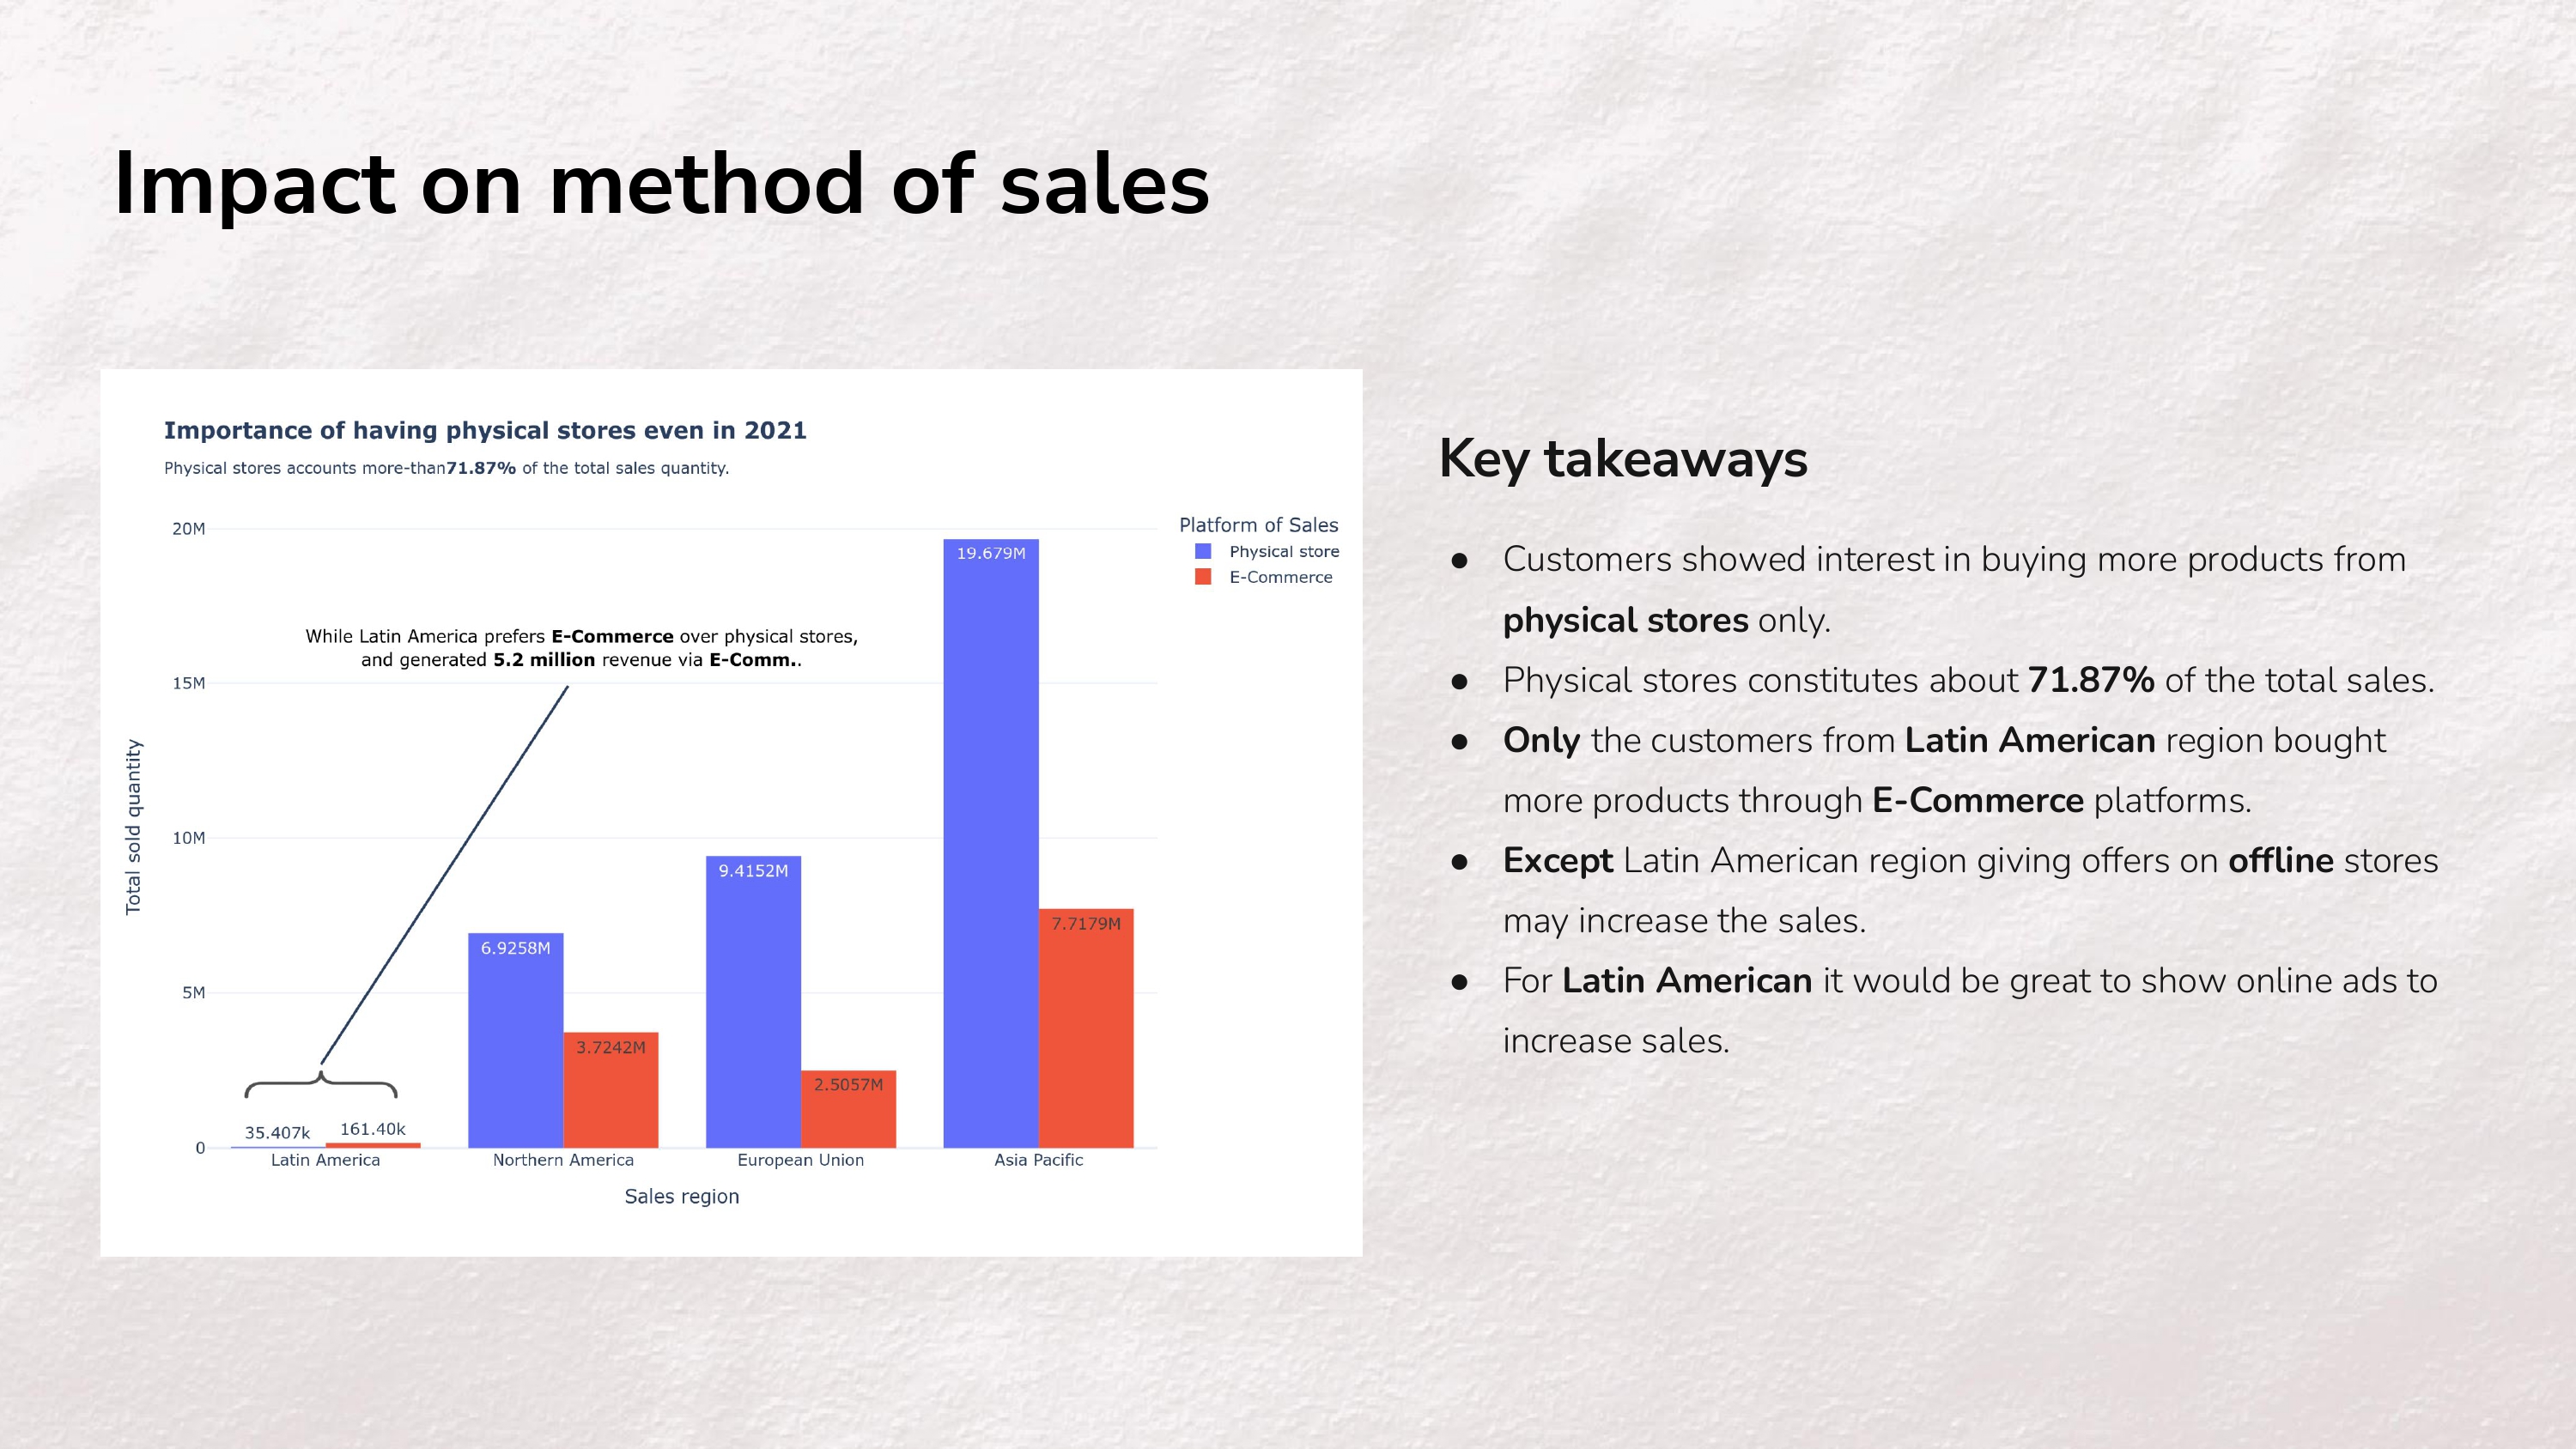 Impact on method of sales
Importance of having physical stores even in 2021
Physical stores accounts more-than71.87% of the total sales quantity.
Platform of Sales
Physical store
E-Commerce
While Latin America prefers E-Commerce over physical stores,
and generated 5.2 million revenue via E-Comm..
Total sold quantity
20M
15M
10M
5M
0
35.407k
161.40k
6.9258M
3.7242M
9.4152M
2.5057M
19.679M
7.7179M
Latin America
Northern America
European Union
Asia Pacific
Sales region
Key takeaways
● Customers showed interest in buying more products from
physical stores only.
● Physical stores constitutes about 71.87% of the total sales.
● Only the customers from Latin American region bought
more products through E-Commerce platforms.
● Except Latin American region giving offers on offline stores
may increase the sales.
● For Latin American it would be great to show online ads to
increase sales.